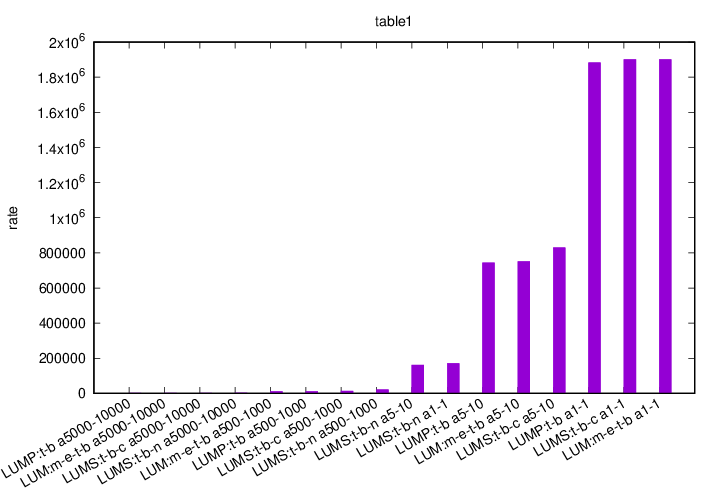 table1
2x10^6
1.8x10^6
1.6x10^6
1.4x10^6
1.2x10^6
1x10^6
800000
600000
400000
200000
0
rate
LUMP:t-b a5000-10000
LUM:m-e-t-b a5000-10000
LUMS:t-b-c a5000-10000
LUMS:t-b-n a5000-10000
LUM:m-e-t-b a500-1000
LUMP:t-b a500-1000
LUMS:t-b-c a500-1000
LUMS:t-b-n a500-1000
LUMS:t-b-n a5-10
LUMS:t-b-n a1-1
LUMP:t-b a5-10
LUM:m-e-t-b a5-10
LUMS:t-b-c a5-10
LUMP:t-b a1-1
LUMS:t-b-c a1-1
LUM:m-e-t-b a1-1